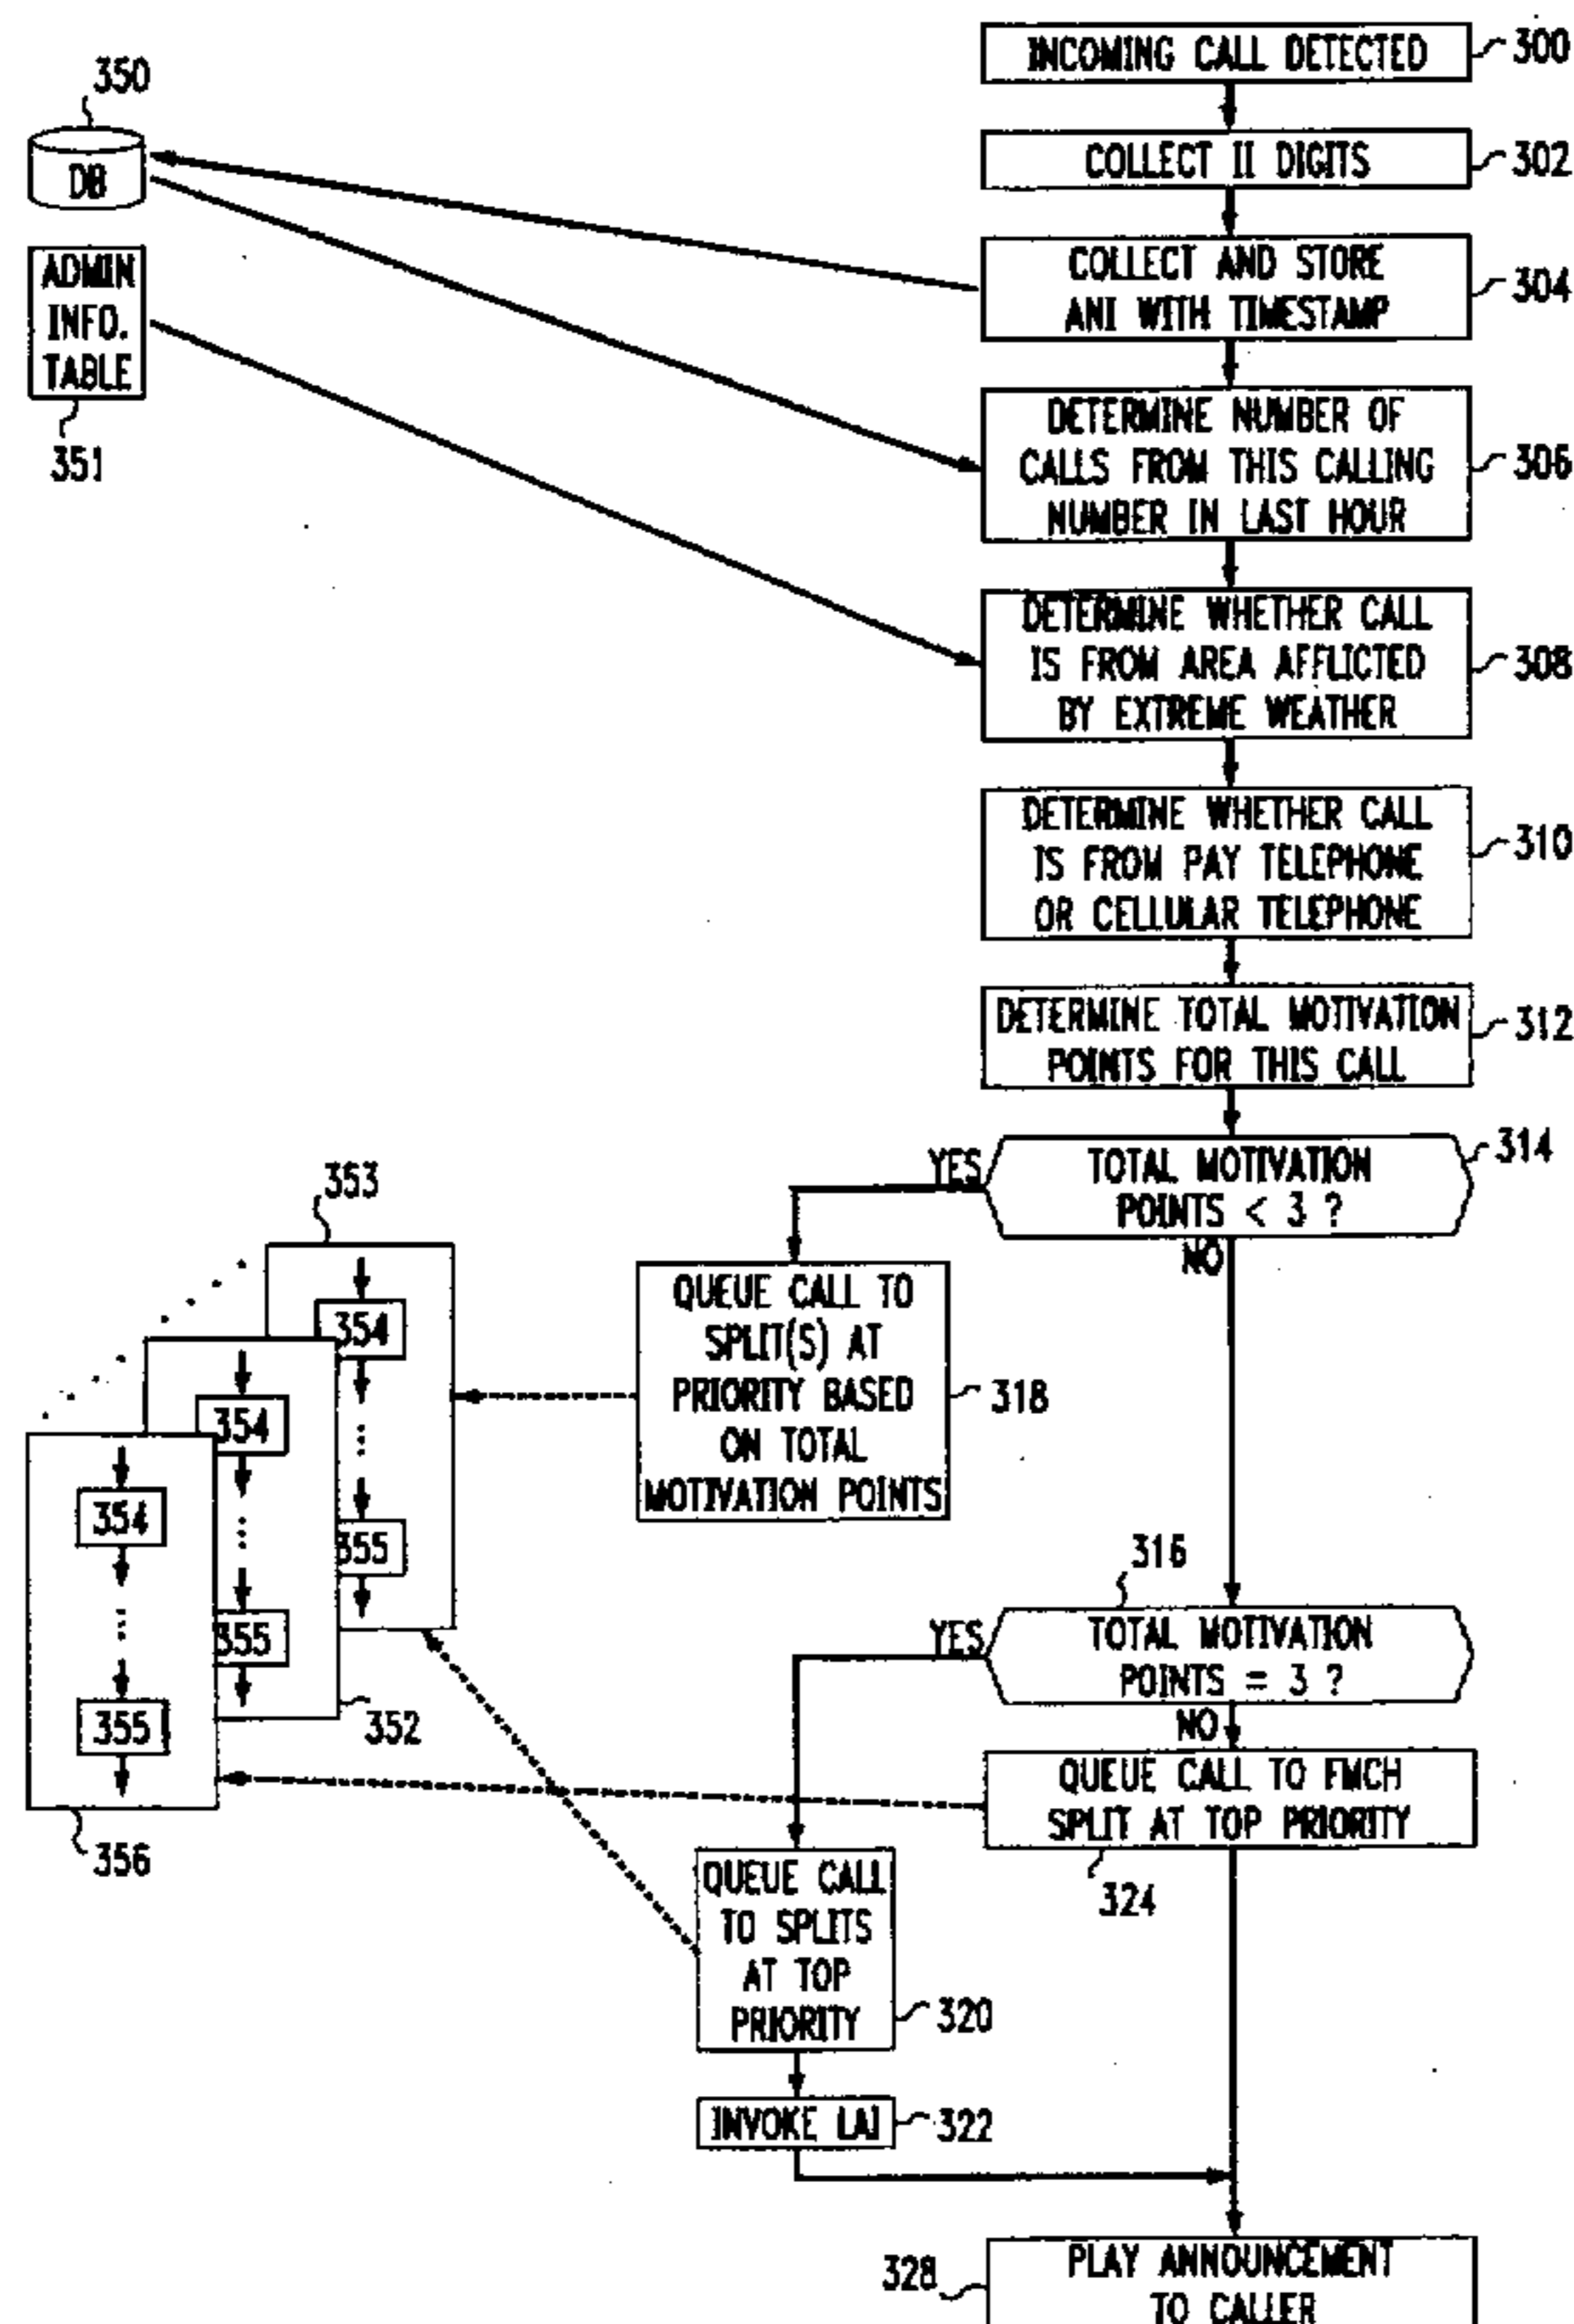 INCOMING CALL DETECTED
300
350
DB
COLLECT II DIGITS
302
ADMIN
INFO.
TABLE
351
COLLECT AND STORE
ANI WITH TIMESTAMP
304
DETERMINE NUMBER OF
CALLS FROM THIS CALLING
NUMBER IN LAST HOUR
306
DETERMINE WHETHER CALL
IS FROM AREA AFFLICTED
BY EXTREME WEATHER
308
DETERMINE WHETHER CALL
IS FROM PAY TELEPHONE
OR CELLULAR TELEPHONE
310
DETERMINE TOTAL MOTIVATION
POINTS FOR THIS CALL
312
TOTAL MOTIVATION
POINTS < 3 ?
314
YES
NO
QUEUE CALL TO
SPLIT(S) AT
PRIORITY BASED
ON TOTAL
MOTIVATION POINTS
318
353
354
355
354
355
352
354
355
356
316
TOTAL MOTIVATION
POINTS = 3 ?
YES
NO
QUEUE CALL TO FMCH
SPLIT AT TOP PRIORITY
324
QUEUE CALL
TO SPLITS
AT TOP
PRIORITY
320
INVOKE LAI
322
328
PLAY ANNOUNCEMENT
TO CALLER